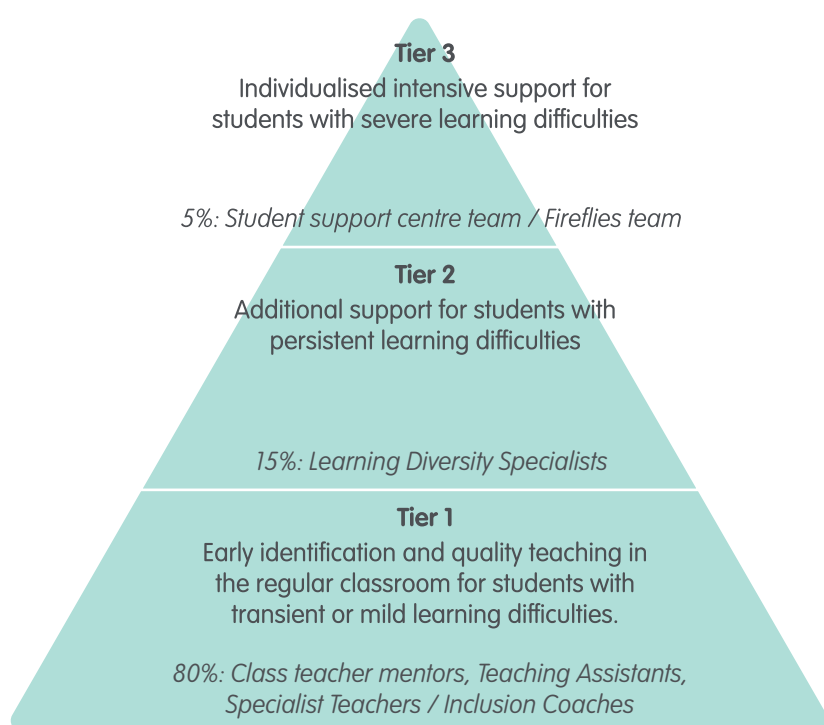 Tier 3
Individualised intensive support for
students with severe learning difficulties
5%: Student support centre team / Fireflies team
Tier 2
Additional support for students with
persistent learning difficulties
15%: Learning Diversity Specialists
Tier 1
Early identification and quality teaching in
the regular classroom for students with
transient or mild learning difficulties.
80%: Class teacher mentors, Teaching Assistants,
Specialist Teachers / Inclusion Coaches